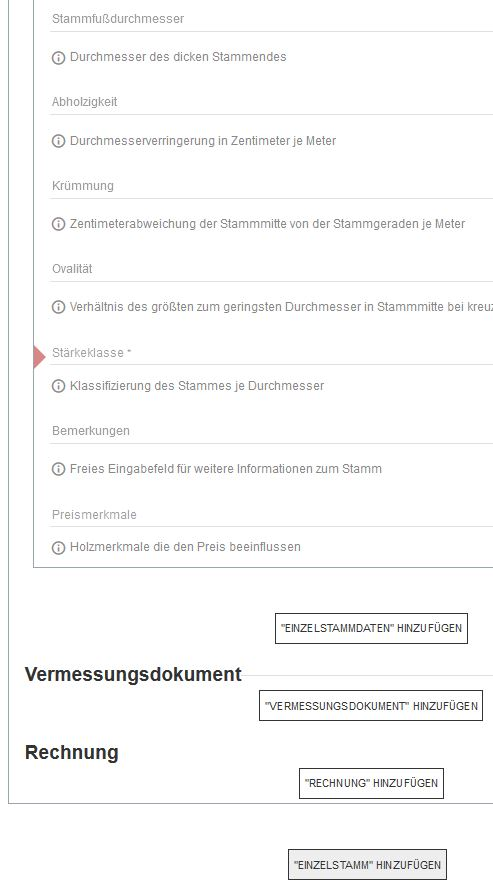 Stammfußdurchmesser
Durchmesser des dicken Stammendes
Abholzigkeit
Durchmesserverringerung in Zentimeter je Meter
Krümmung
Zentimeterabweichung der Stammmitte von der Stammgeraden je Meter
Ovalität
Verhältnis des größten zum geringsten Durchmesser in Stammmitte bei kreuz
Stärkeklasse *
Klassifizierung des Stammes je Durchmesser
Bemerkungen
Freies Eingabefeld für weitere Informationen zum Stamm
Preismerkmale
Holzmerkmale die den Preis beeinflussen
"EINZELSTAMMDATEN" HINZUFÜGEN
Vermessungsdokument
"VERMESSUNGSDOKUMENT" HINZUFÜGEN
Rechnung
"RECHNUNG" HINZUFÜGEN
"EINZELSTAMM" HINZUFÜGEN